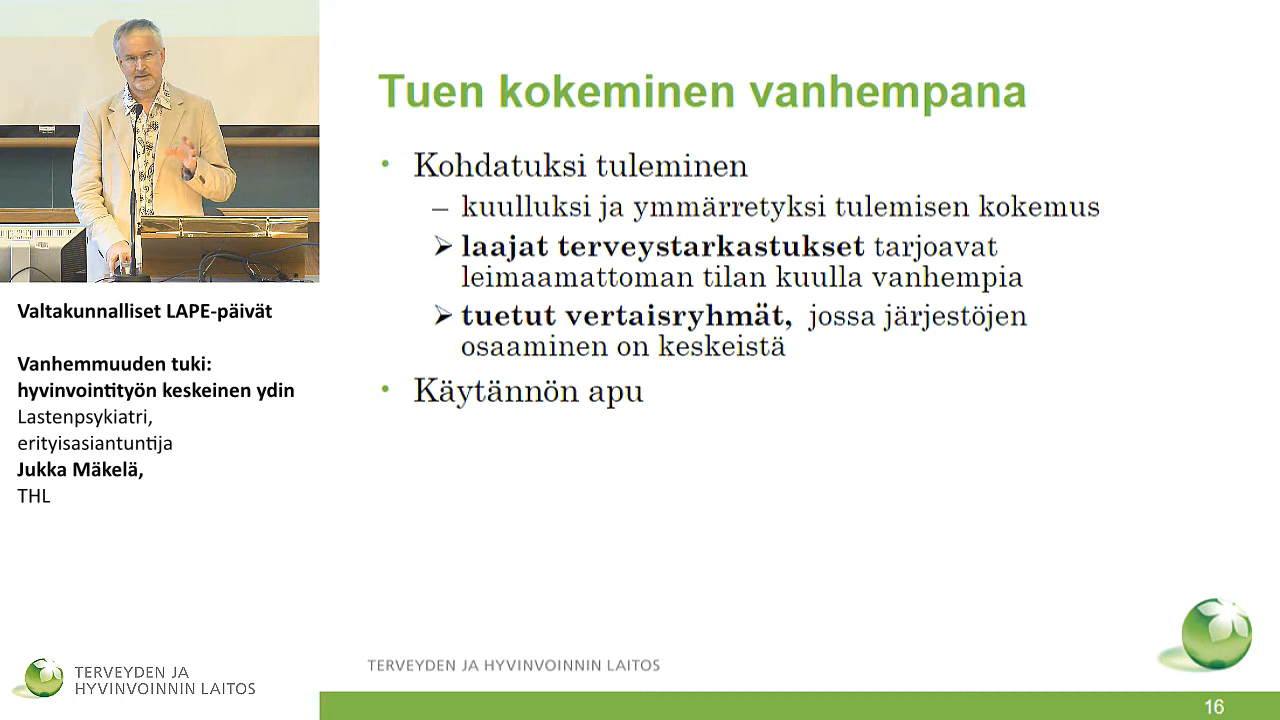 Tuen kokeminen vanhempana
• Kohdatuksi tuleminen
– kuulluksi ja ymmärretyksi tulemisen kokemus
➢ laajat terveystarkastukset tarjoavat
leimaamattoman tilan kuulla vanhempia
➢ tuetut vertaisryhmät, jossa järjestöjen
osaaminen on keskeistä
• Käytännön apu
Valtakunnalliset LAPE-päivät
Vanhemmuuden tuki:
hyvinvointityön keskeinen ydin
Lastenpsykiatri,
erityisasiantuntija
Jukka Mäkelä,
THL
TERVEYDEN JA
HYVINVOINNIN LAITOS
TERVEYDEN JA HYVINVOINNIN LAITOS
16